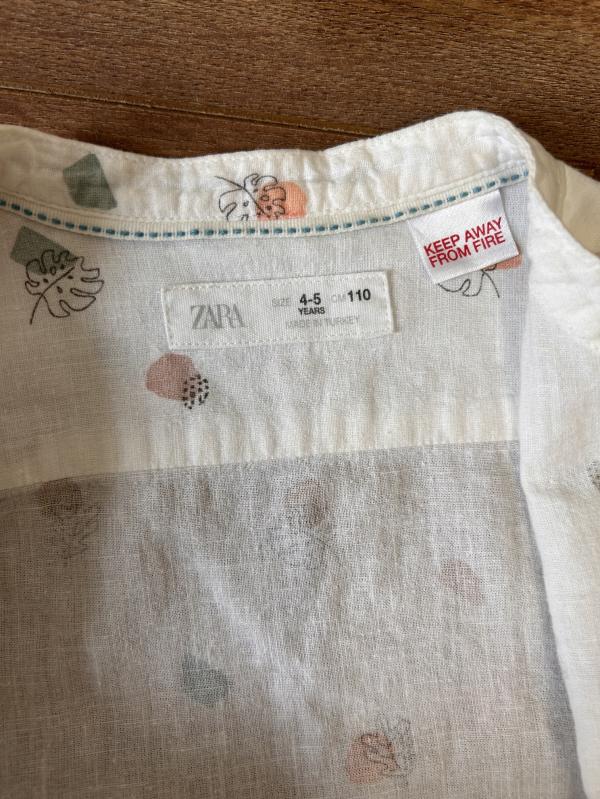 KEEP AWAY
FROM FIRE
ZARA SIZE 4-5 CM 110
YEARS
MADE IN TURKEY